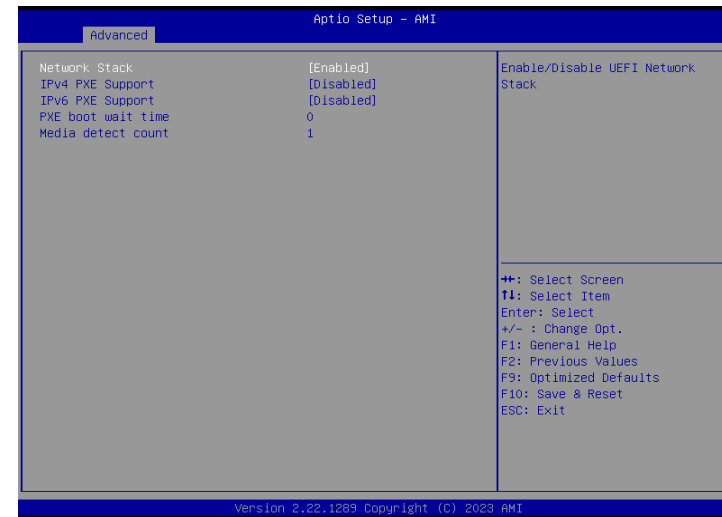 Aptio Setup – AMI
Advanced
Network Stack [Enabled]
IPv4 PXE Support [Disabled]
IPv6 PXE Support [Disabled]
PXE boot wait time 0
Media detect count 1
Enable/Disable UEFI Network
Stack
→←: Select Screen
↑↓: Select Item
Enter: Select
+/- : Change Opt.
F1: General Help
F2: Previous Values
F9: Optimized Defaults
F10: Save & Reset
ESC: Exit
Version 2.22.1289 Copyright (C) 2023 AMI